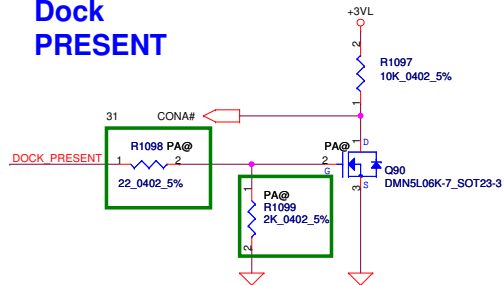 Dock
PRESENT
+3VL
2
R1097
10K_0402_5%
1
31 CONA#
R1098 PA@
DOCK_PRESENT 1 2
22_0402_5%
PA@
1 D
2
G
Q90
DMN5L06K-7_SOT23-3
3 S
1
PA@
R1099
2K_0402_5%
2